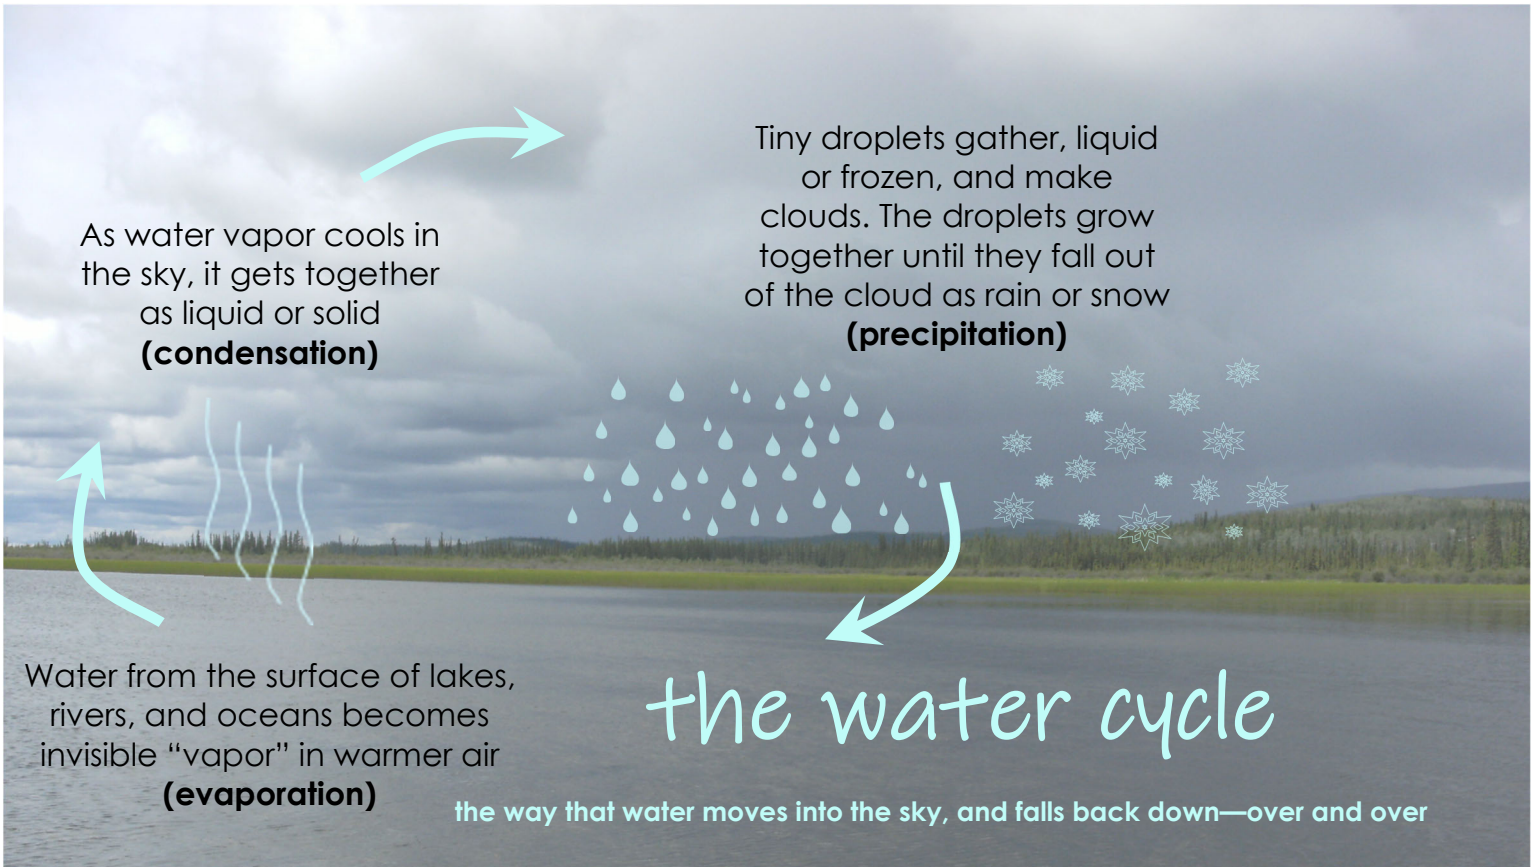 Tiny droplets gather, liquid
or frozen, and make
clouds. The droplets grow
together until they fall out
of the cloud as rain or snow
(precipitation)
As water vapor cools in
the sky, it gets together
as liquid or solid
(condensation)
Water from the surface of lakes,
rivers, and oceans becomes
invisible “vapor” in warmer air
(evaporation)
the water cycle
the way that water moves into the sky, and falls back down—over and over